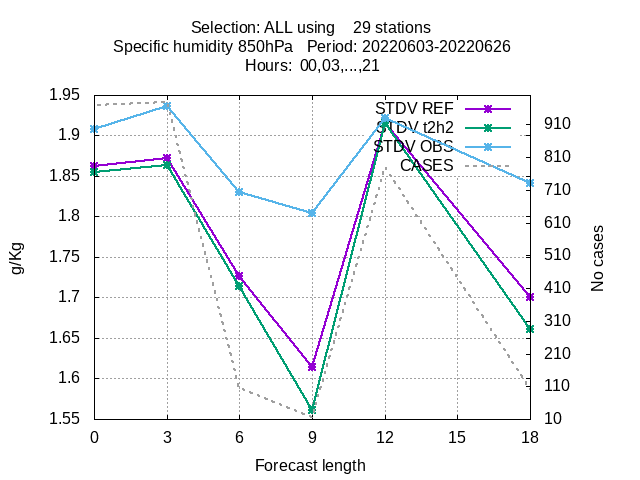 Selection: ALL using    29 stations
Specific humidity 850hPa   Period: 20220603-20220626
Hours:  00,03,...,21
1.95
1.9
1.85
1.8
1.75
1.7
1.65
1.6
1.55
g/Kg
STDV REF
STDV t2h2
STDV OBS
CASES
910
810
710
610
510
410
310
210
110
10
No cases
0 3 6 9 12 15 18
Forecast length